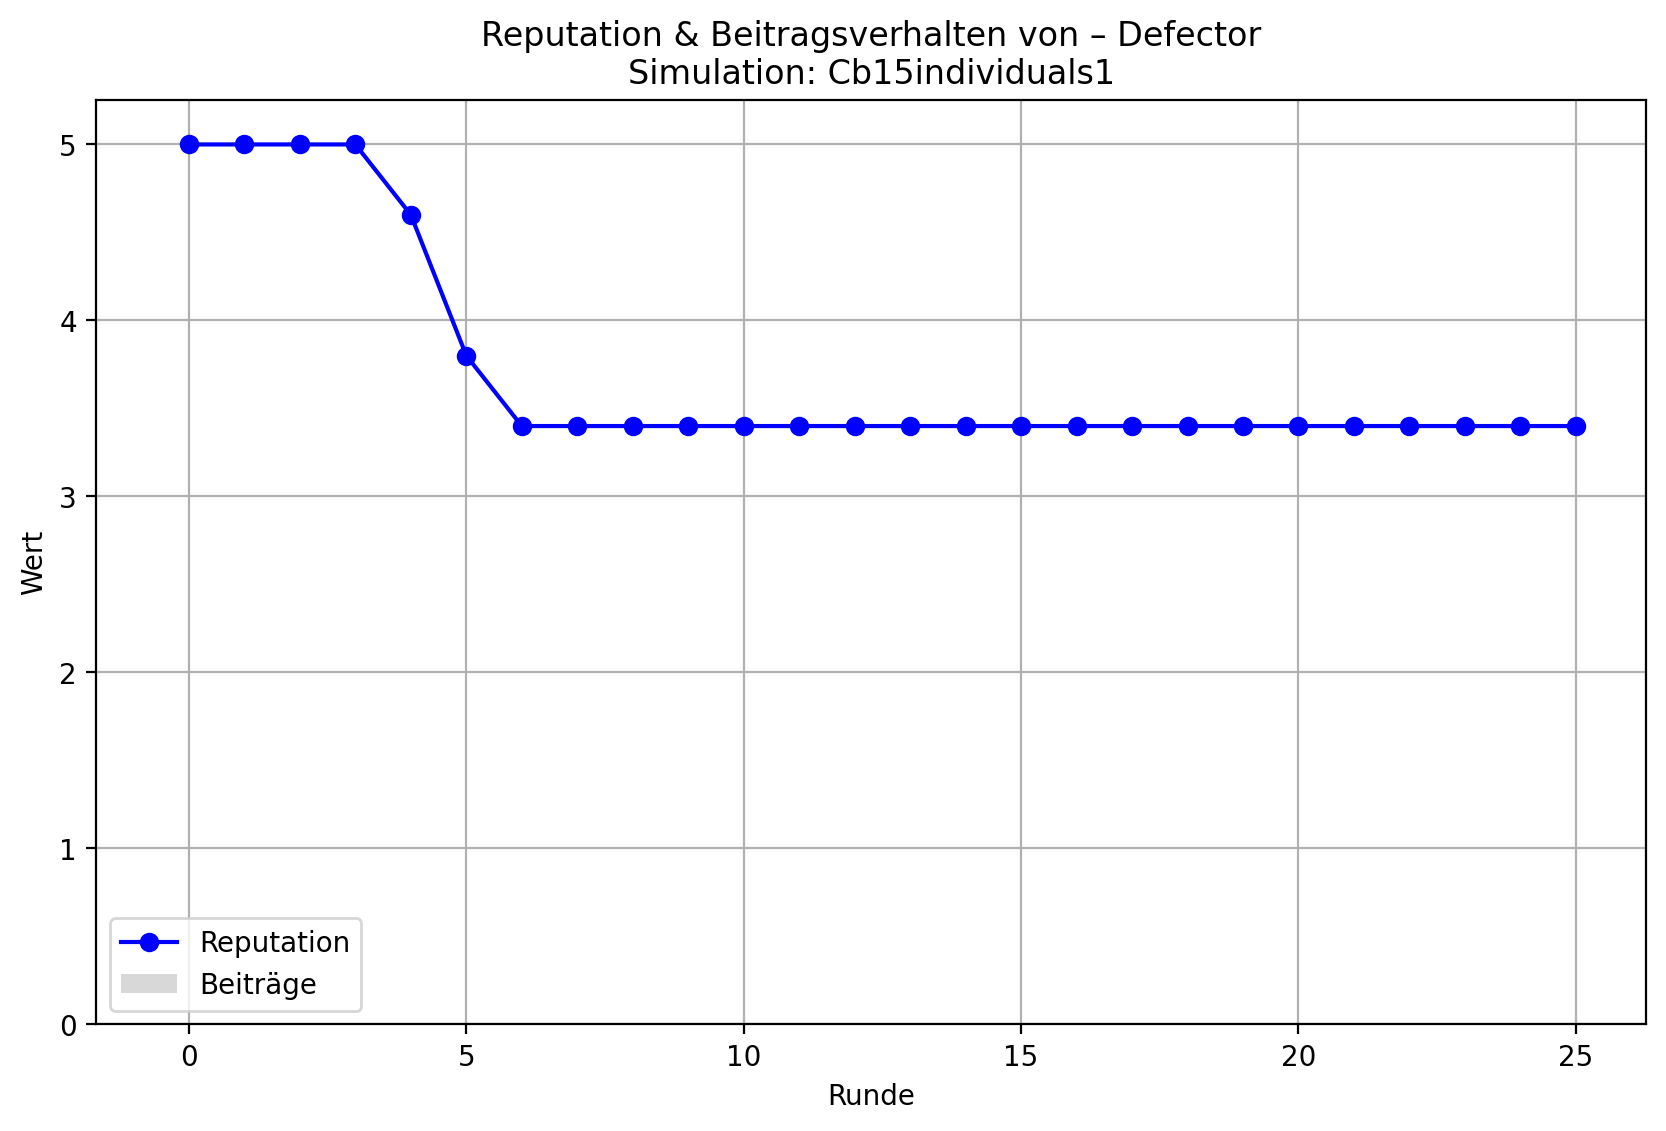 Reputation & Beitragsverhalten von – Defector
Simulation: Cb15individuals1
5
4
3
2
1
0
Wert
Reputation
Beiträge
0 5 10 15 20 25
Runde